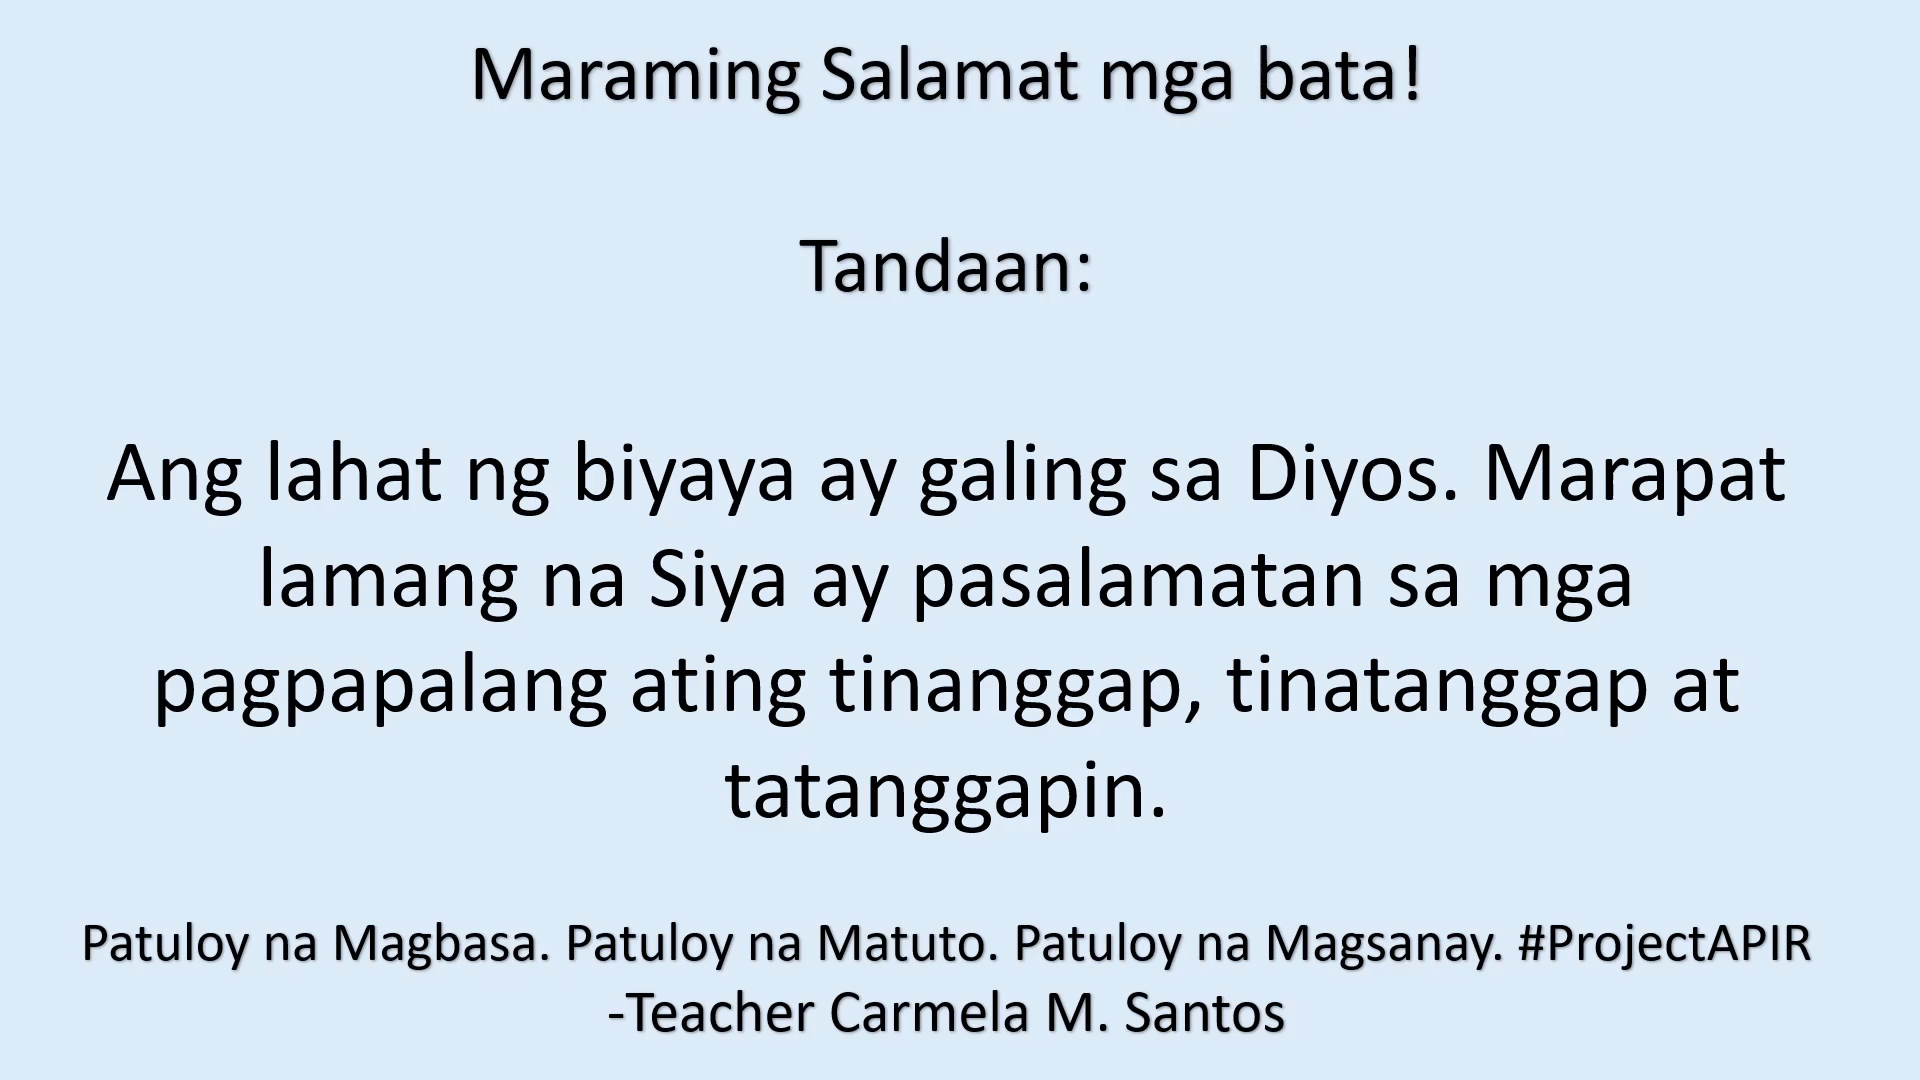 Maraming Salamat mga bata!
Tandaan:
Ang lahat ng biyaya ay galing sa Diyos. Marapat
lamang na Siya ay pasalamatan sa mga
pagpapalang ating tinanggap, tinatanggap at
tatanggapin.
Patuloy na Magbasa. Patuloy na Matuto. Patuloy na Magsanay. #ProjectAPIR
-Teacher Carmela M. Santos